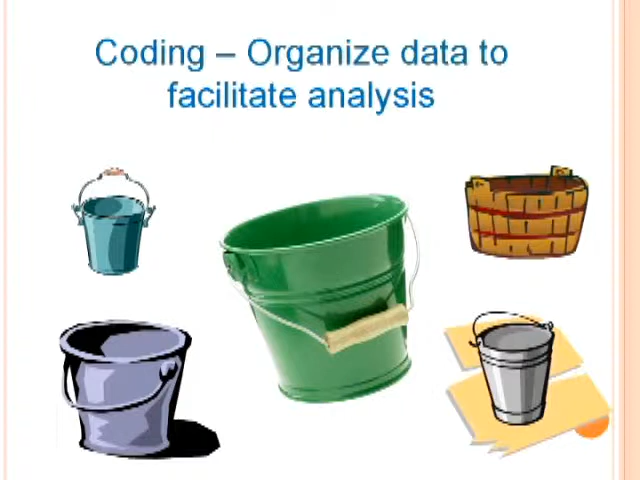 Coding – Organize data to
facilitate analysis